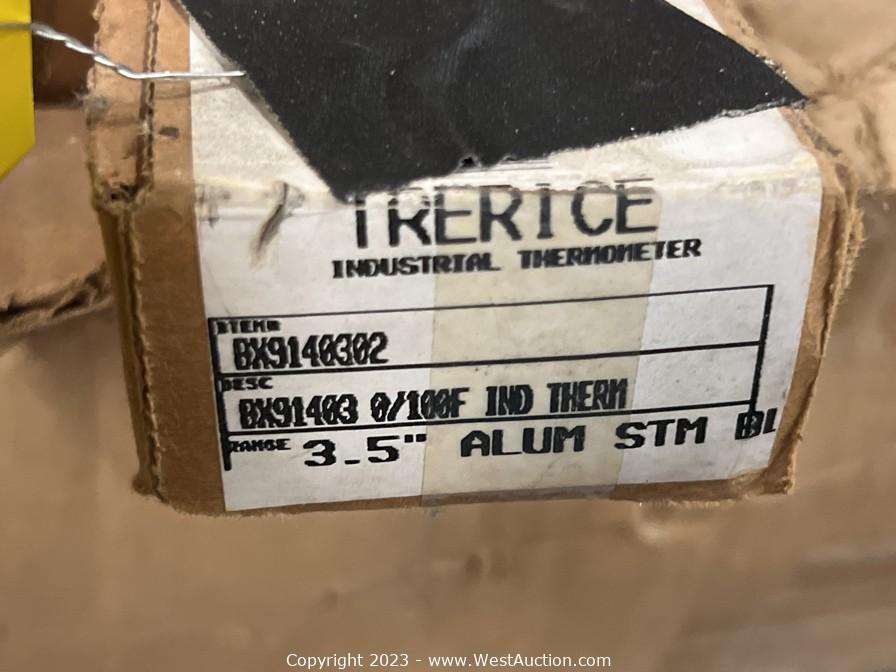 TRERICE
INDUSTRIAL THERMOMETER
ITEM#
BX9140302
DESC
BX91403 0/100F IND THERM
RANGE 3.5" ALUM STM BL
Copyright 2023 - www.WestAuction.com